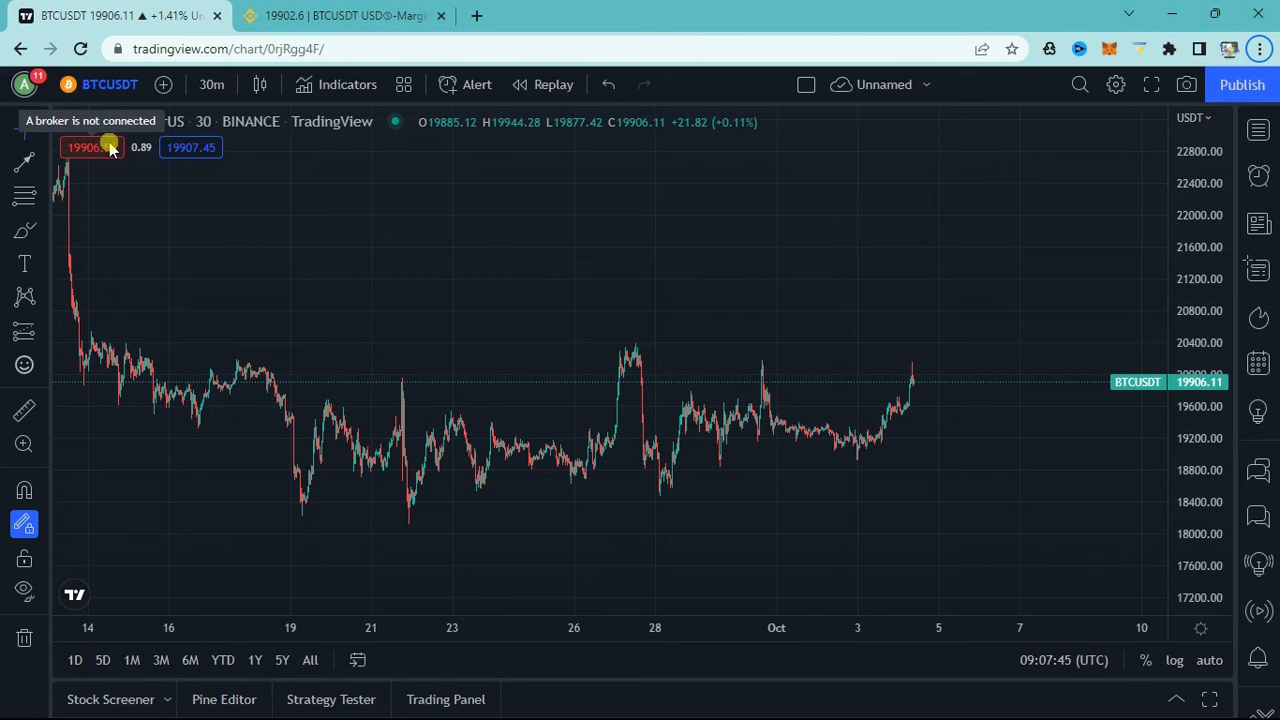 BTCUSDT 19906.11 ▲ +1.41% Un
19902.6 | BTCUSDT USD©-Margi
tradingview.com/chart/0rjRgg4F/
11
A
BTCUSDT
30m
Indicators
Alert
Replay
Unnamed
Publish
A broker is not connected
US · 30 · BINANCE · TradingView
O19885.12 H19944.28 L19877.42 C19906.11 +21.82 (+0.11%)
USDT
19906.
0.89
19907.45
22800.00
22400.00
22000.00
21600.00
21200.00
20800.00
20400.00
20000.00
BTCUSDT 19906.11
19600.00
19200.00
18800.00
18400.00
18000.00
17600.00
17200.00
14 16 19 21 23 26 28 Oct 3 5 7 10
1D 5D 1M 3M 6M YTD 1Y 5Y All
09:07:45 (UTC)
% log auto
Stock Screener
Pine Editor
Strategy Tester
Trading Panel